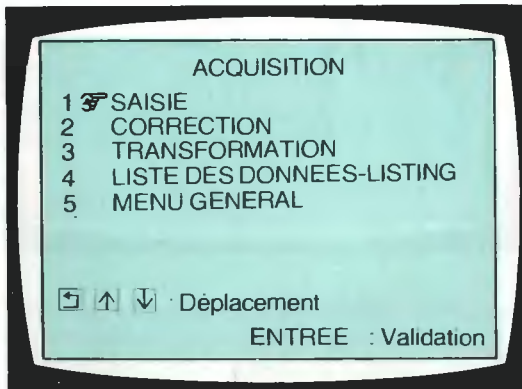 ACQUISITION
1 SAISIE
2 CORRECTION
3 TRANSFORMATION
4 LISTE DES DONNEES-LISTING
5 MENU GENERAL
Déplacement
ENTREE : Validation